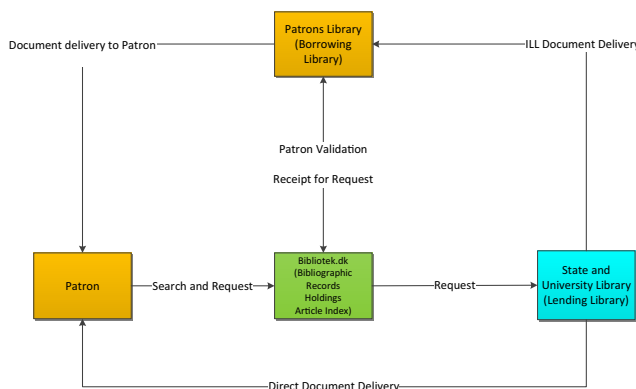 Patrons Library
(Borrowing
Library)
Document delivery to Patron
ILL Document Delivery
Patron Validation
Receipt for Request
Patron
Search and Request
Bibliotek.dk
(Bibliographic
Records
Holdings
Article Index)
Request
State and
University Library
(Lending Library)
Direct Document Delivery